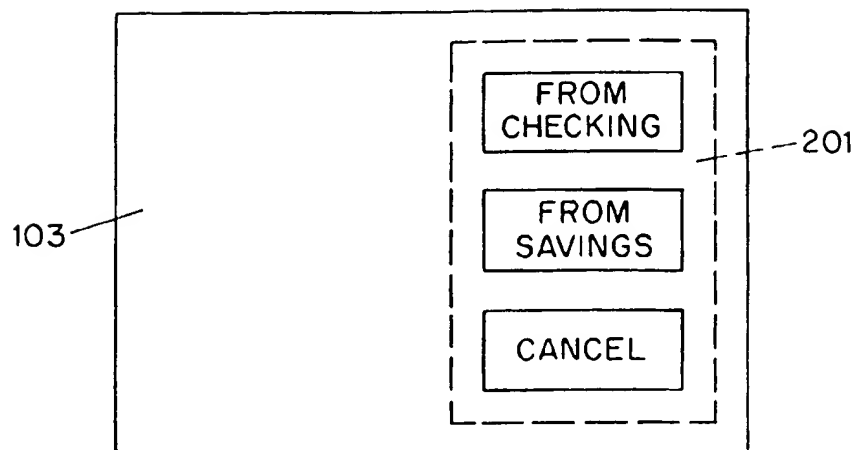 FROM
CHECKING
201
FROM
SAVINGS
103
CANCEL